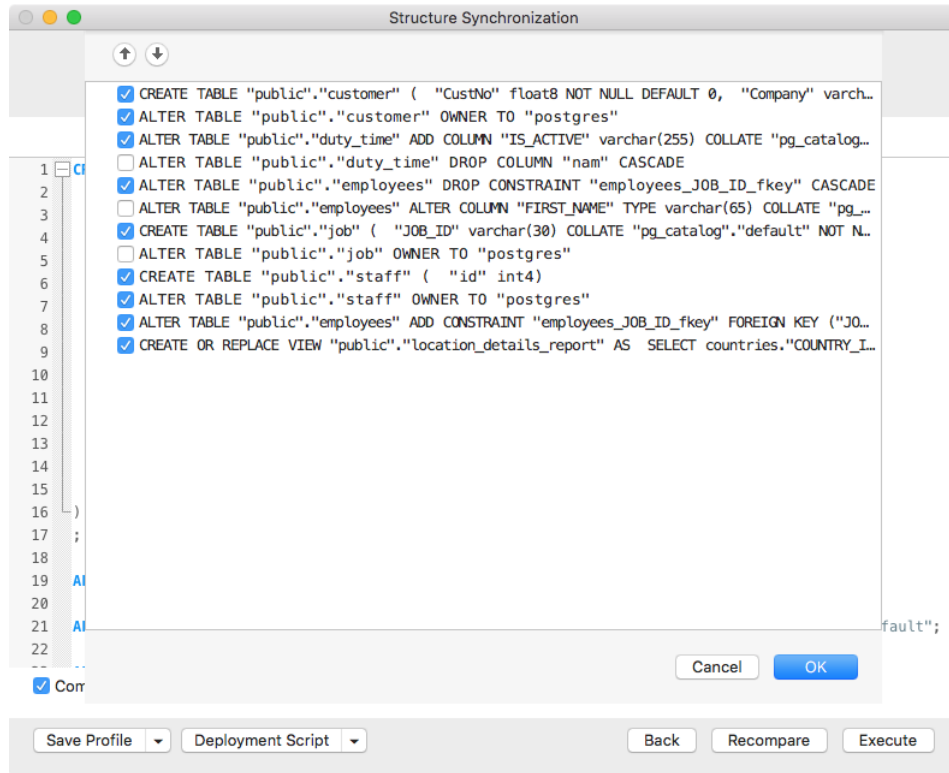 Structure Synchronization
CREATE TABLE "public"."customer" (  "CustNo" float8 NOT NULL DEFAULT 0,  "Company" varch…
ALTER TABLE "public"."customer" OWNER TO "postgres"
ALTER TABLE "public"."duty_time" ADD COLUMN "IS_ACTIVE" varchar(255) COLLATE "pg_catalog…
ALTER TABLE "public"."duty_time" DROP COLUMN "nam" CASCADE
ALTER TABLE "public"."employees" DROP CONSTRAINT "employees_JOB_ID_fkey" CASCADE
ALTER TABLE "public"."employees" ALTER COLUMN "FIRST_NAME" TYPE varchar(65) COLLATE "pg_…
CREATE TABLE "public"."job" (  "JOB_ID" varchar(30) COLLATE "pg_catalog"."default" NOT N…
ALTER TABLE "public"."job" OWNER TO "postgres"
CREATE TABLE "public"."staff" (  "id" int4)
ALTER TABLE "public"."staff" OWNER TO "postgres"
ALTER TABLE "public"."employees" ADD CONSTRAINT "employees_JOB_ID_fkey" FOREIGN KEY ("JO…
CREATE OR REPLACE VIEW "public"."location_details_report" AS  SELECT countries."COUNTRY_I…
1
2
3
4
5
6
7
8
9
10
11
12
13
14
15
16 )
17 ;
18
19
20
21 fault";
22
Cancel OK
Com
Save Profile Deployment Script Back Recompare Execute